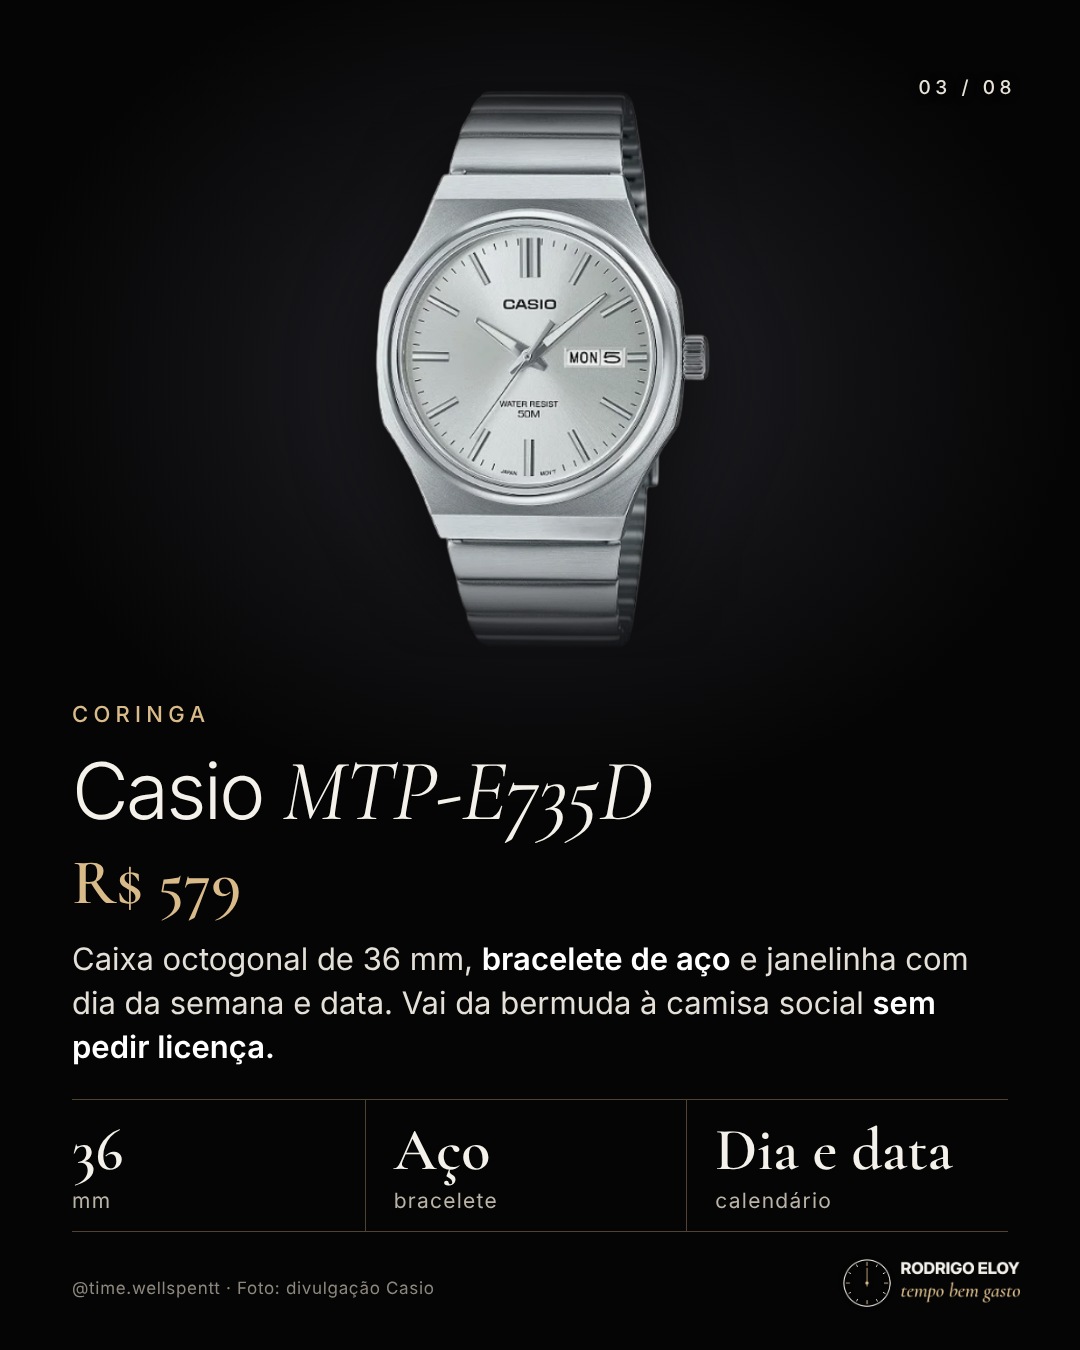 03 / 08
CASIO
MON 5
WATER RESIST
50M
JAPAN MOV'T
CORINGA
Casio MTP-E735D
R$ 579
Caixa octogonal de 36 mm, bracelete de aço e janelinha com
dia da semana e data. Vai da bermuda à camisa social sem
pedir licença.
36
mm
Aço
bracelete
Dia e data
calendário
@time.wellspentt · Foto: divulgação Casio
RODRIGO ELOY
tempo bem gasto